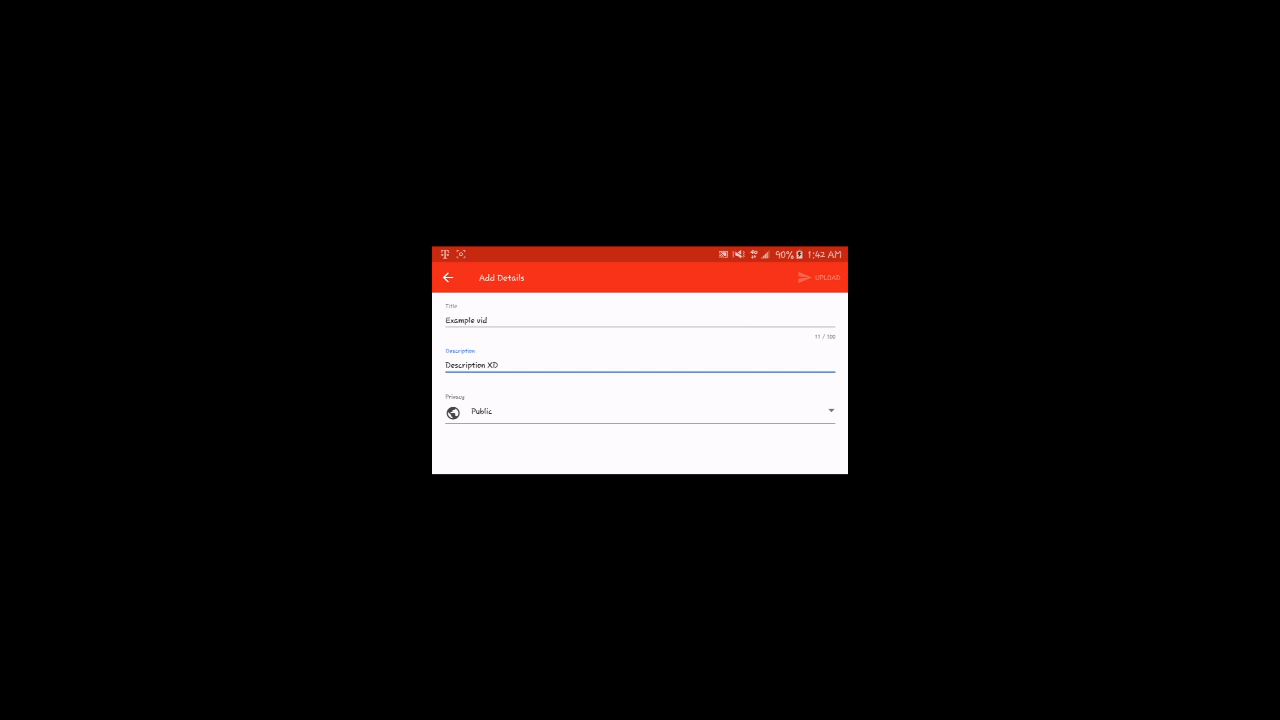 90% 1:42 AM
Add Details
UPLOAD
Title
Example vid
11 / 100
Description
Description XD
Privacy
Public